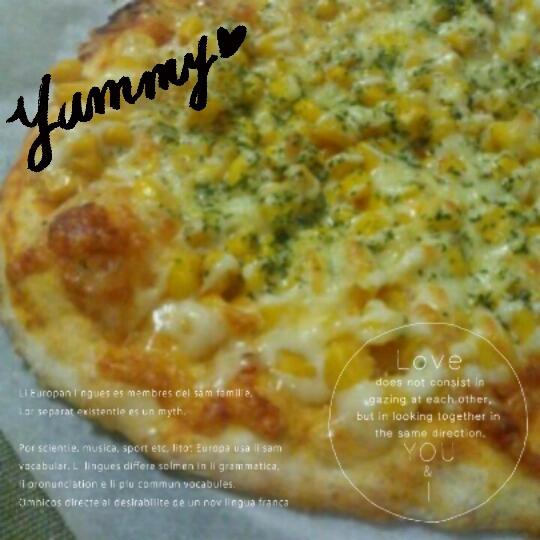 Yummy
Li Europan lingues es membres del sam familie.
Lor separat existentie es un myth.
Por scientie, musica, sport etc, litot Europa usa li sam
vocabular. L lingues differe solmen in li grammatica,
li pronunciation e li plu commun vocabules.
Omnicos directe al desirabilite de un nov lingua franca
Love
does not consist in
gazing at each other,
but in looking together in
the same direction.
YOU
&
I